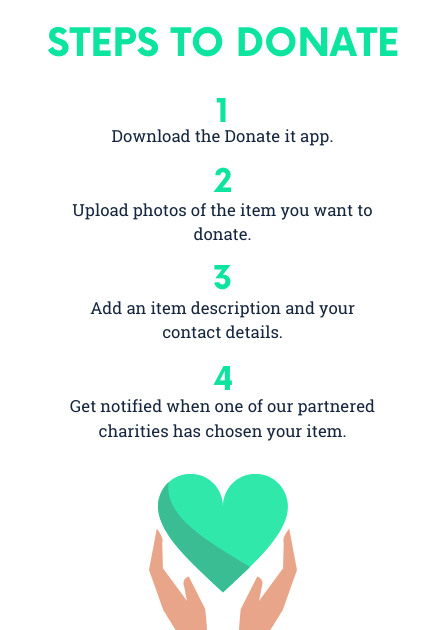 STEPS TO DONATE
1
Download the Donate it app.
2
Upload photos of the item you want to
donate.
3
Add an item description and your
contact details.
4
Get notified when one of our partnered
charities has chosen your item.